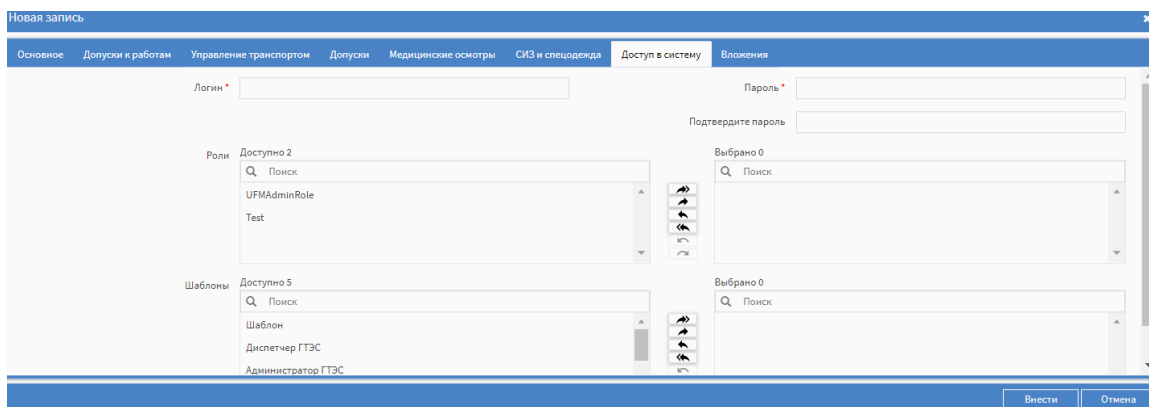 Новая запись
Основное Допуски к работам Управление транспортом Допуски Медицинские осмотры СИЗ и спецодежда Доступ в систему Вложения
Логин * Пароль *
Подтвердите пароль
Роли Доступно 2 Выбрано 0
Поиск Поиск
UFMAdminRole
Test
Шаблоны Доступно 5 Выбрано 0
Поиск Поиск
Шаблон
Диспетчер ГТЭС
Администратор ГТЭС
Внести Отмена